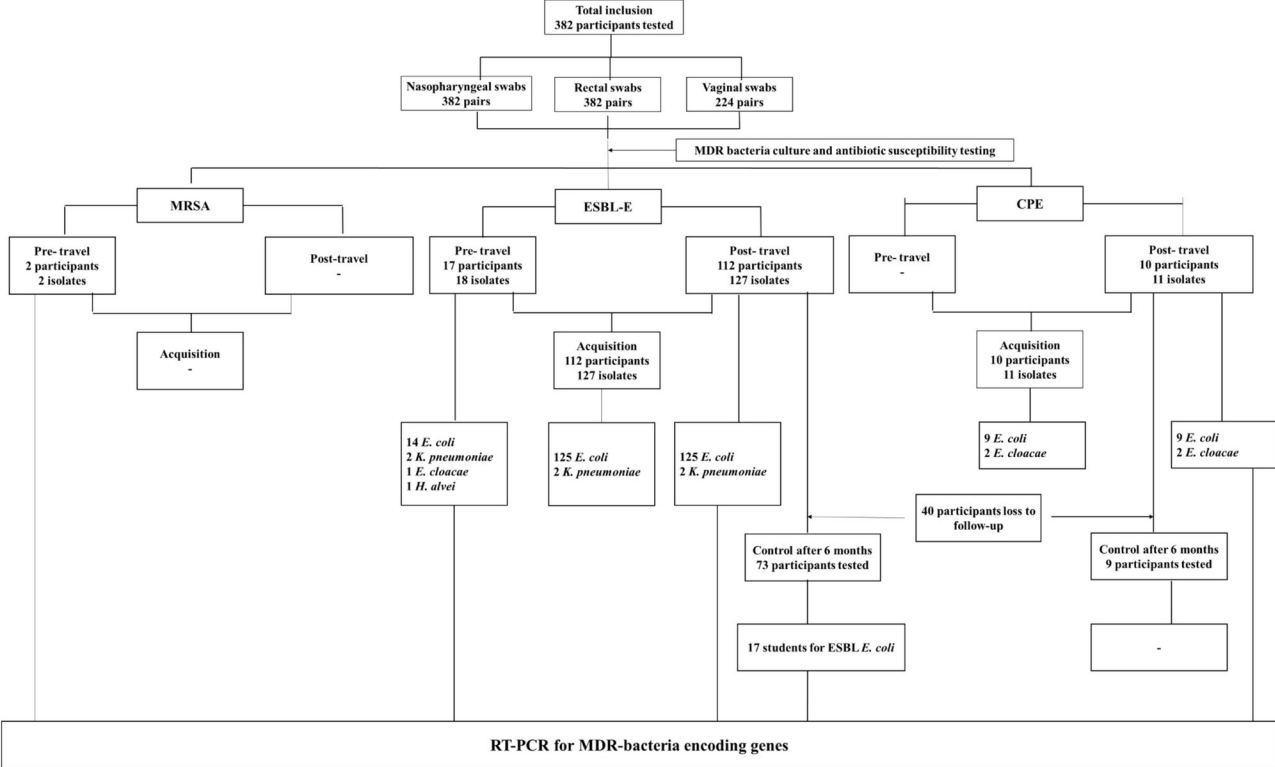 Total inclusion
382 participants tested
Nasopharyngeal swabs
382 pairs
Rectal swabs
382 pairs
Vaginal swabs
224 pairs
MDR bacteria culture and antibiotic susceptibility testing
MRSA
ESBL-E
CPE
Pre- travel
2 participants
2 isolates
Post-travel
-
Pre- travel
17 participants
18 isolates
Post- travel
112 participants
127 isolates
Pre- travel
-
Post- travel
10 participants
11 isolates
Acquisition
-
Acquisition
112 participants
127 isolates
Acquisition
10 participants
11 isolates
14 E. coli
2 K. pneumoniae
1 E. cloacae
1 H. alvei
125 E. coli
2 K. pneumoniae
125 E. coli
2 K. pneumoniae
9 E. coli
2 E. cloacae
9 E. coli
2 E. cloacae
40 participants loss to
follow-up
Control after 6 months
73 participants tested
Control after 6 months
9 participants tested
17 students for ESBL E. coli
-
RT-PCR for MDR-bacteria encoding genes